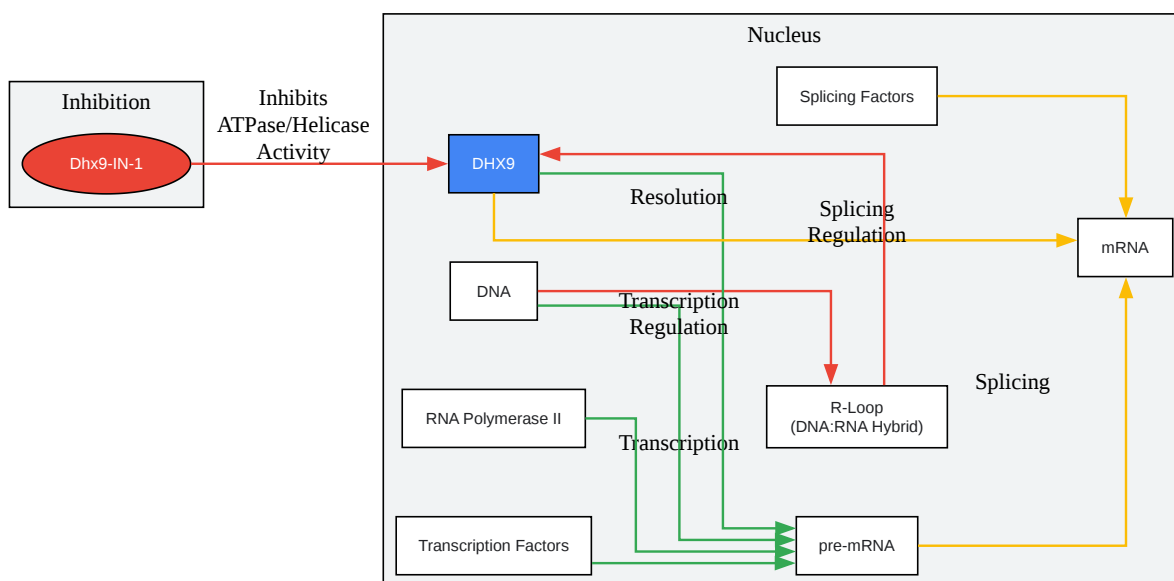 Nucleus
Inhibition
Dhx9-IN-1
Inhibits
ATPase/Helicase
Activity
Splicing Factors
DHX9
Resolution
Splicing
Regulation
mRNA
DNA
Transcription
Regulation
R-Loop
(DNA:RNA Hybrid)
Splicing
RNA Polymerase II
Transcription
Transcription Factors
pre-mRNA